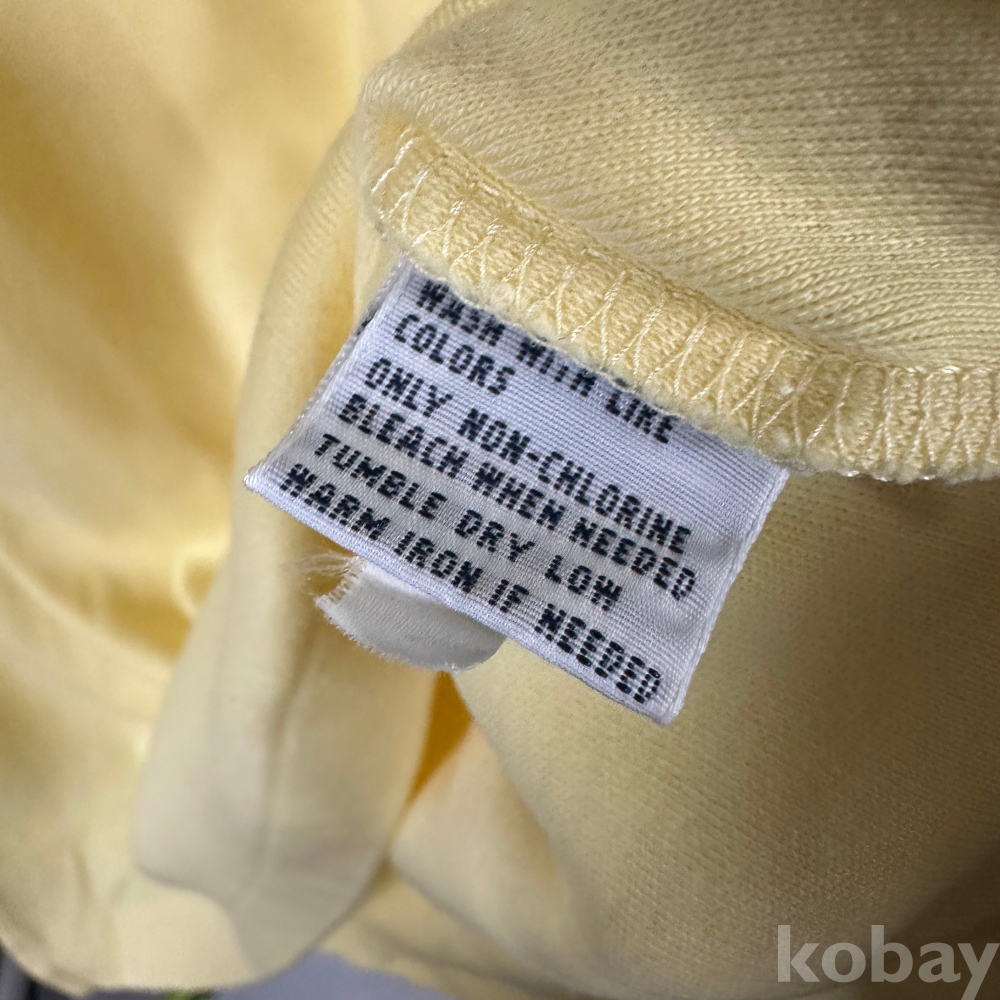 WASH WITH LIKE
COLORS
ONLY NON-CHLORINE
BLEACH WHEN NEEDED
TUMBLE DRY LOW
WARM IRON IF NEEDED
kobay